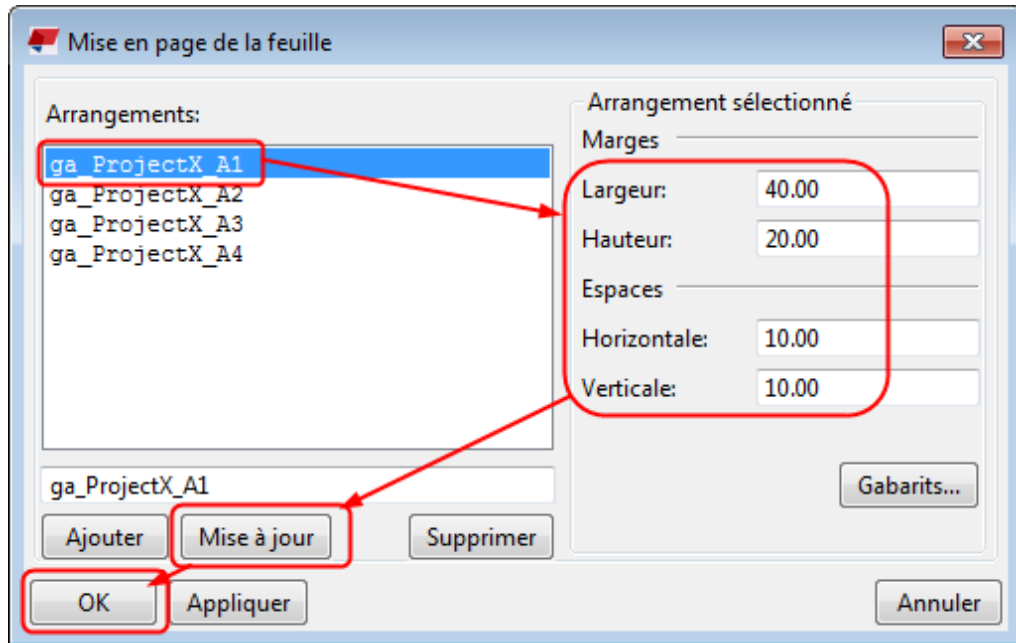 Mise en page de la feuille
Arrangements:
ga_ProjectX_A1
ga_ProjectX_A2
ga_ProjectX_A3
ga_ProjectX_A4
ga_ProjectX_A1
Ajouter Mise à jour Supprimer
Arrangement sélectionné
Marges
Largeur: 40.00
Hauteur: 20.00
Espaces
Horizontale: 10.00
Verticale: 10.00
Gabarits...
OK Appliquer Annuler